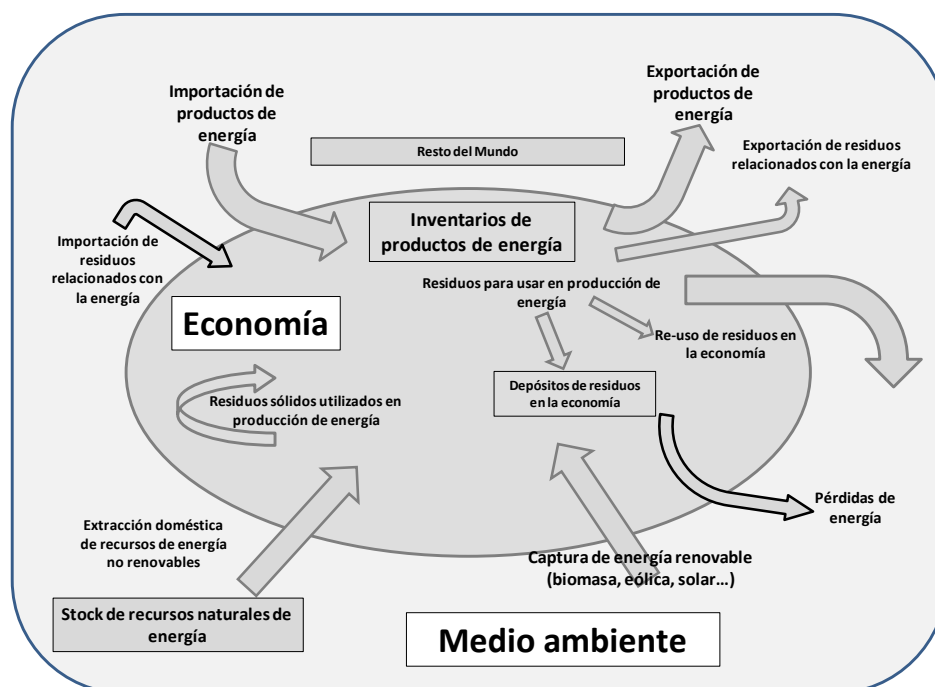 Importación de
productos de
energía
Exportación de
productos de
energía
Resto del Mundo
Exportación de residuos
relacionados con la energía
Inventarios de
productos de energía
Importación de
residuos
relacionados con
la energía
Residuos para usar en producción de
energía
Economía
Re-uso de residuos en
la economía
Depósitos de residuos
en la economía
Residuos sólidos utilizados en
producción de energía
Pérdidas de
energía
Extracción doméstica
de recursos de energía
no renovables
Captura de energía renovable
(biomasa, eólica, solar...)
Stock de recursos naturales de
energía
Medio ambiente